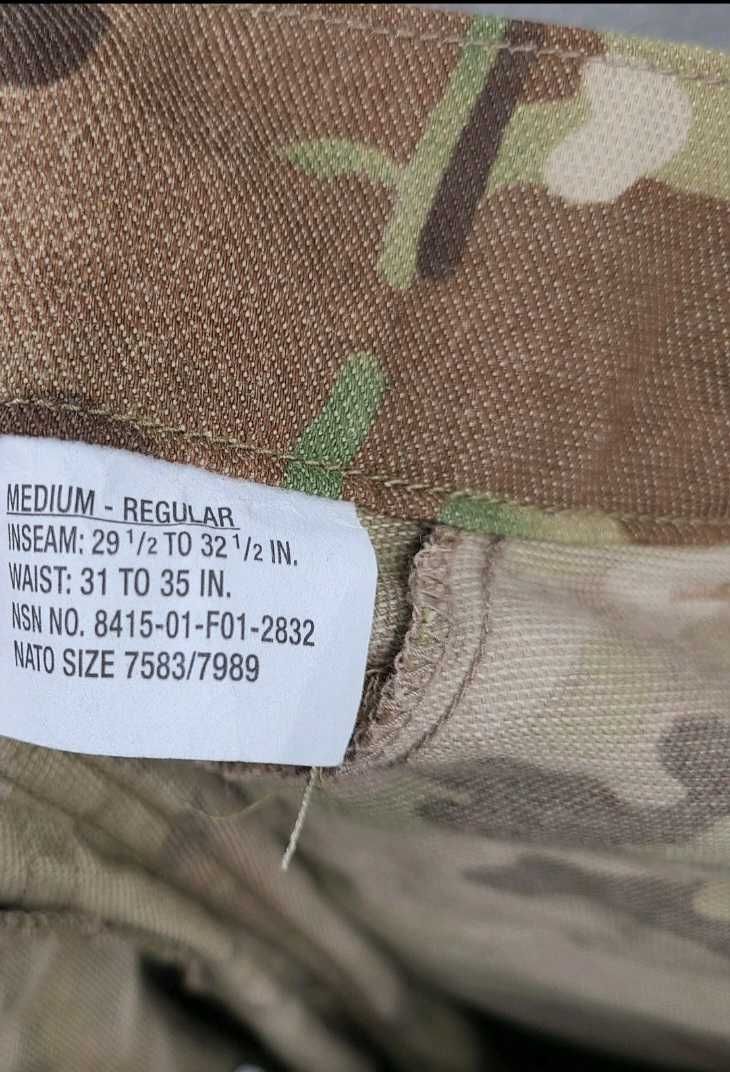 MEDIUM - REGULAR
INSEAM: 29 1/2 TO 32 1/2 IN.
WAIST: 31 TO 35 IN.
NSN NO. 8415-01-F01-2832
NATO SIZE 7583/7989